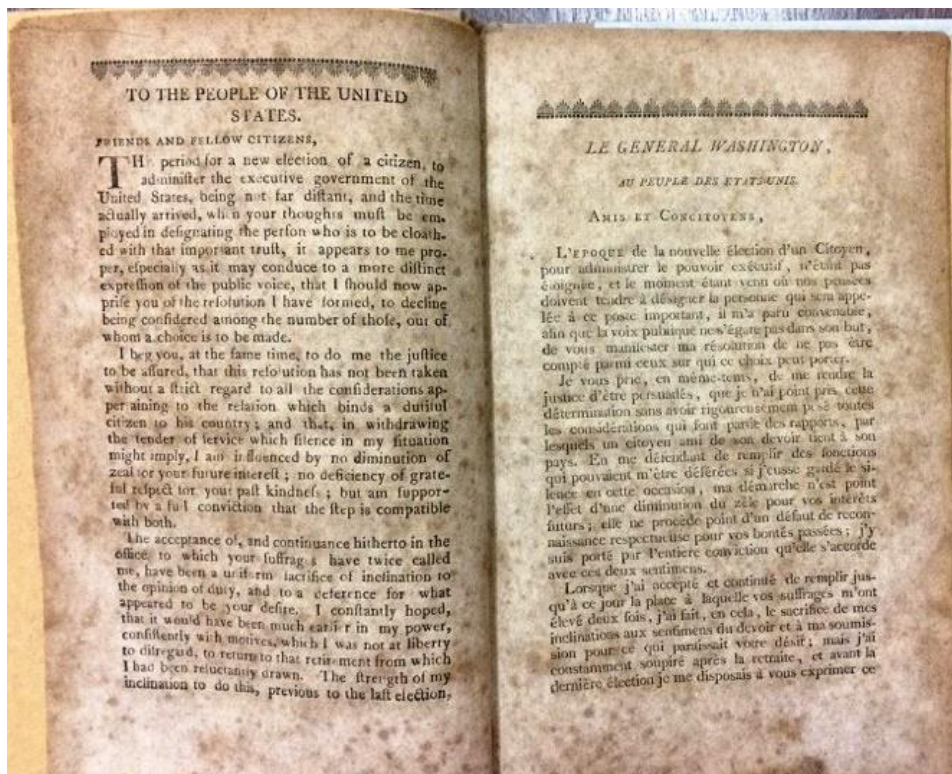 TO THE PEOPLE OF THE UNITED
STATES.
FRIENDS AND FELLOW CITIZENS,
THE period for a new election of a citizen, to
adminiſter the executive government of the
United States, being not far diſtant, and the time
actually arrived, when your thoughts muſt be em-
ployed in deſignating the perſon who is to be cloath-
ed with that important truſt, it appears to me pro-
per, eſpecially as it may conduce to a more diſtinct
expreſſion of the public voice, that I ſhould now ap-
priſe you of the reſolution I have formed, to decline
being conſidered among the number of thoſe, out of
whom a choice is to be made.
I beg you, at the ſame time, to do me the juſtice
to be aſſured, that this reſolution has not been taken
without a ſtrict regard to all the conſiderations ap-
pertaining to the relation which binds a dutiful
citizen to his country; and that, in withdrawing
the tender of ſervice which ſilence in my ſituation
might imply, I am influenced by no diminution of
zeal for your future intereſt; no deficiency of grate-
ful reſpect for your paſt kindneſs; but am ſuppor-
ted by a full conviction that the ſtep is compatible
with both.
The acceptance of, and continuance hitherto in the
office to which your ſuffrages have twice called
me, have been a uniform ſacrifice of inclination to
the opinion of duty, and to a deference for what
appeared to be your deſire. I conſtantly hoped,
that it would have been much earlier in my power,
conſiſtently with motives, which I was not at liberty
to diſregard, to return to that retirement from which
I had been reluctantly drawn. The ſtrength of my
inclination to do this, previous to the laſt election,
LE GENERAL WASHINGTON,
AU PEUPLE DES ETATS-UNIS.
AMIS ET CONCITOYENS,
L'EPOQUE de la nouvelle élection d'un Citoyen,
pour administrer le pouvoir exécutif, n'étant pas
éloignée, et le moment étant venu où nos pensées
doivent tendre à désigner la personne qui sera appe-
lée à ce poste important, il m'a paru convenable,
afin que la voix publique ne s'égate pas dans son but,
de vous manifester ma résolution de ne pas être
compté parmi ceux sur qui ce choix peut porter.
Je vous prie, en même-tems, de me rendre la
justice d'être persuadés, que je n'ai point pris cette
détermination sans avoir rigoureusement pesé toutes
les considérations qui font partie des rapports, par
lesquels un citoyen ami de son devoir tient à son
pays. En me défendant de remplir des fonctions
qui pouvaient m'être déférées si j'eusse gardé le si-
lence en cette occasion, ma démarche n'est point
l'effet d'une diminution du zèle pour vos intérêts
futurs; elle ne procède point d'un défaut de recon-
naissance respectueuse pour vos bontés passées; j'y
suis porté par l'entiere conviction qu'elle s'accorde
avec ces deux sentimens.
Lorsque j'ai accepté et continué de remplir jus-
qu'à ce jour la place à laquelle vos suffrages m'ont
élevé deux fois, j'ai fait, en cela, le sacrifice de mes
inclinations aux sentimens du devoir et à ma soumis-
sion pour ce qui paraissait votre désir; mais j'ai
constamment soupiré après la retraite, et avant la
dernière élection je me disposais à vous exprimer ce